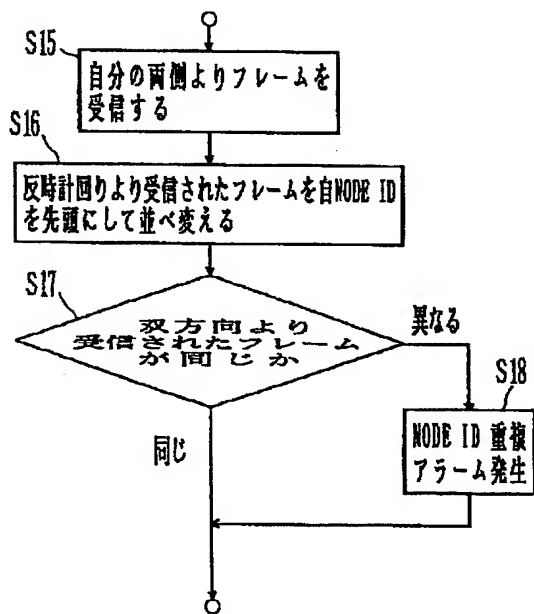 S15
自分の両側よりフレームを
受信する
S16
反時計回りより受信されたフレームを自NODE ID
を先頭にして並べ変える
S17
双方向より
受信されたフレーム
が同じか
異なる
S18
NODE ID 重複
アラーム発生
同じ